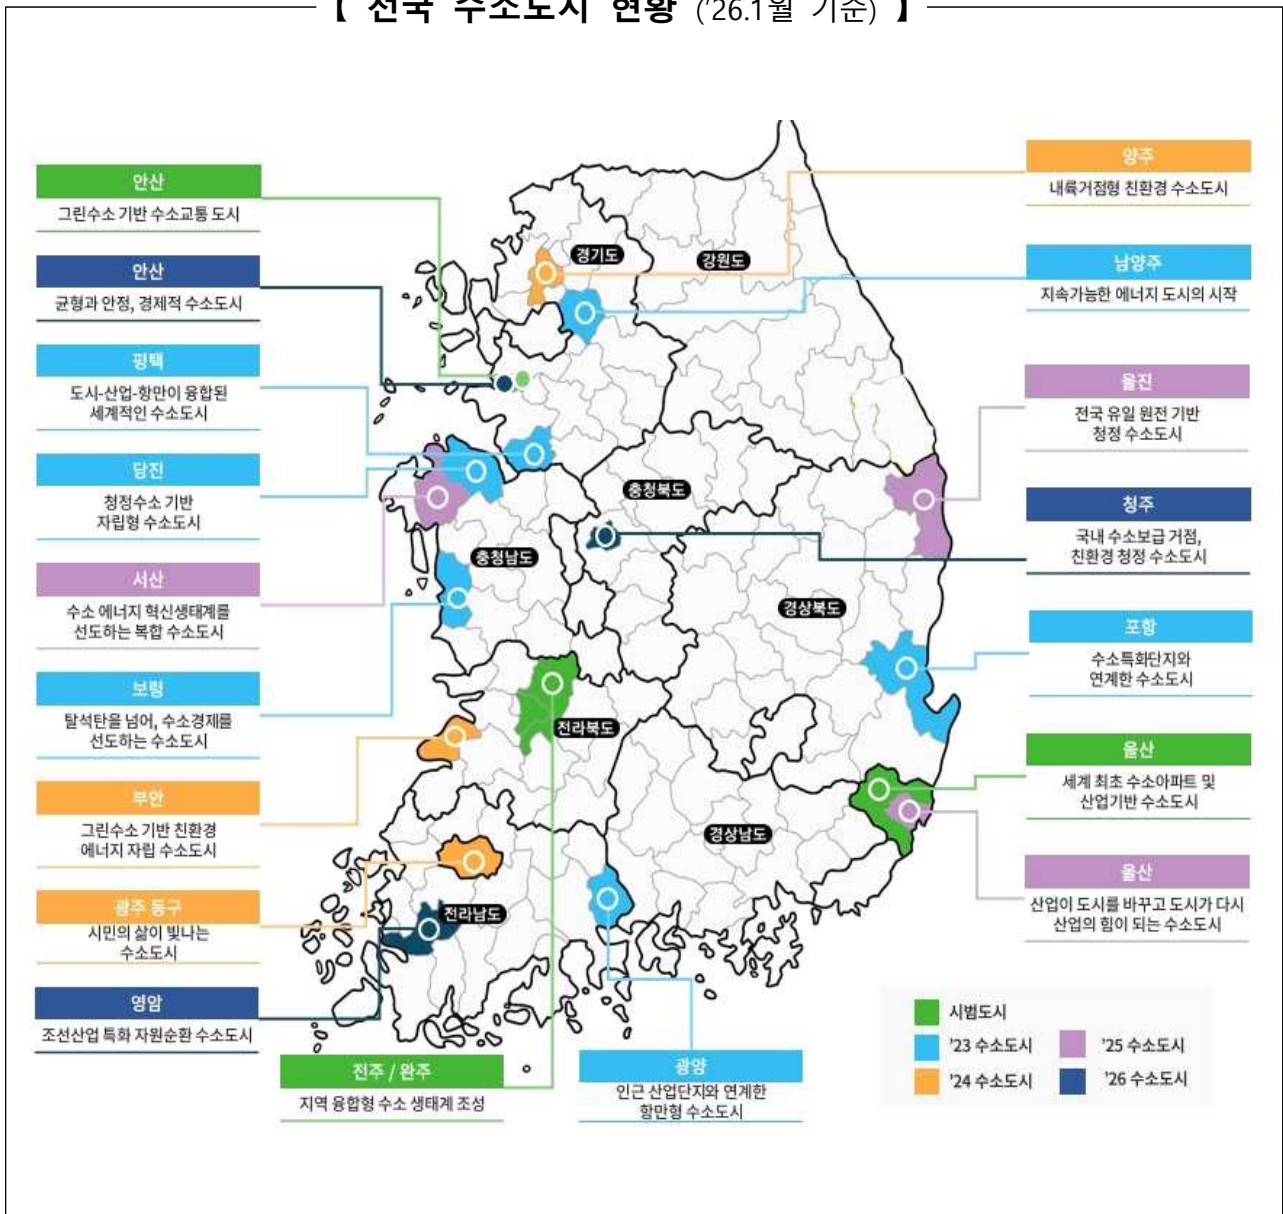 【 전국 수소도시 현황 (’26.1월 기준) 】
안산
그린수소 기반 수소교통 도시
안산
균형과 안점, 경제적 수소도시
평택
도시-산업-항만이 융합된
세계적인 수소도시
당진
청정수소 기반
자립형 수소도시
서산
수소 에너지 혁신생태계를
선도하는 복합 수소도시
보령
탈석탄을 넘어, 수소경제를
선도하는 수소도시
부안
그린수소 기반 친환경
에너지 자립 수소도시
광주 동구
시민의 삶이 빛나는
수소도시
영암
조선산업 특화 자원순환 수소도시
전주 / 완주
지역 융합형 수소 생태계 조성
광양
인근 산업단지와 연계한
항만형 수소도시
경기도
강원도
충청북도
충청남도
경상북도
전라북도
경상남도
전라남도
양주
내륙거점형 친환경 수소도시
남양주
지속가능한 에너지 도시의 시작
울진
전국 유일 원전 기반
청정 수소도시
청주
국내 수소보급 거점,
친환경 청정 수소도시
포항
수소특화단지와
연계한 수소도시
울산
세계 최초 수소아파트 및
산업기반 수소도시
울산
산업이 도시를 바꾸고 도시가 다시
산업의 힘이 되는 수소도시
시범도시
’23 수소도시
’25 수소도시
’24 수소도시
’26 수소도시